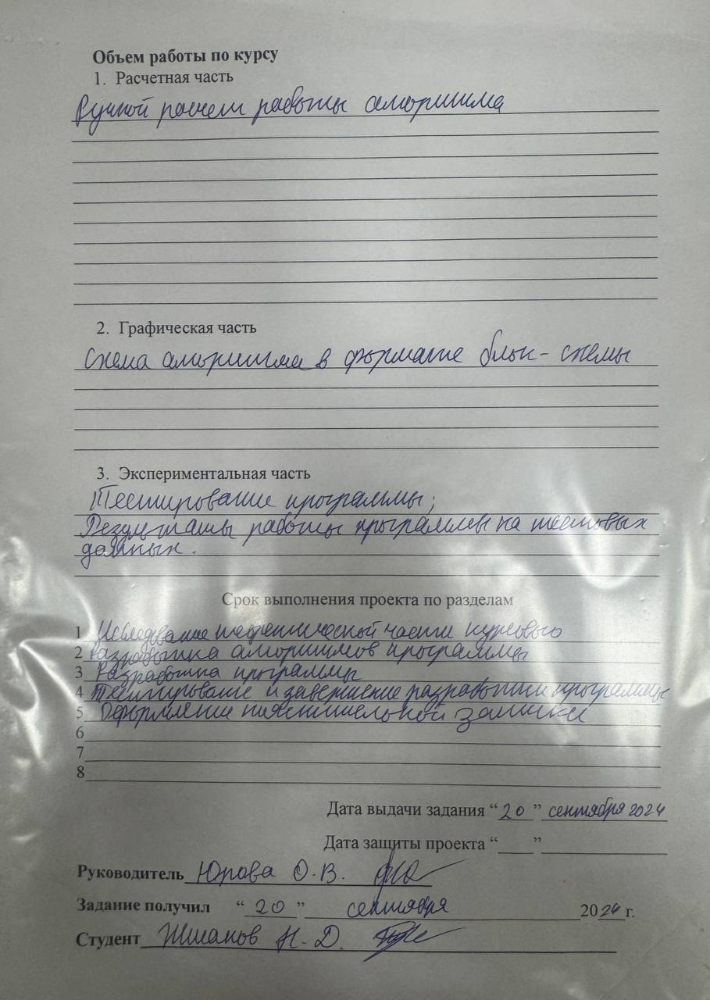 Объем работы по курсу
1. Расчетная часть
Ручной расчет работы алгоритма
2. Графическая часть
Схема алгоритма в формате блок-схемы
3. Экспериментальная часть
Тестирование программы;
Результаты работы программы на тестовых
данных.
Срок выполнения проекта по разделам
1 Исследование теоретической части курсового
2 Разработка алгоритмов программы
3 Разработка программы
4 Тестирование и завершение разработки программы
5 Оформление пояснительной записки
6
7
8
Дата выдачи задания “20” сентября 2024
Дата защиты проекта “___” ___
Руководитель Юрова О.В.
Задание получил “20” сентября 2024 г.
Студент Н. Д.